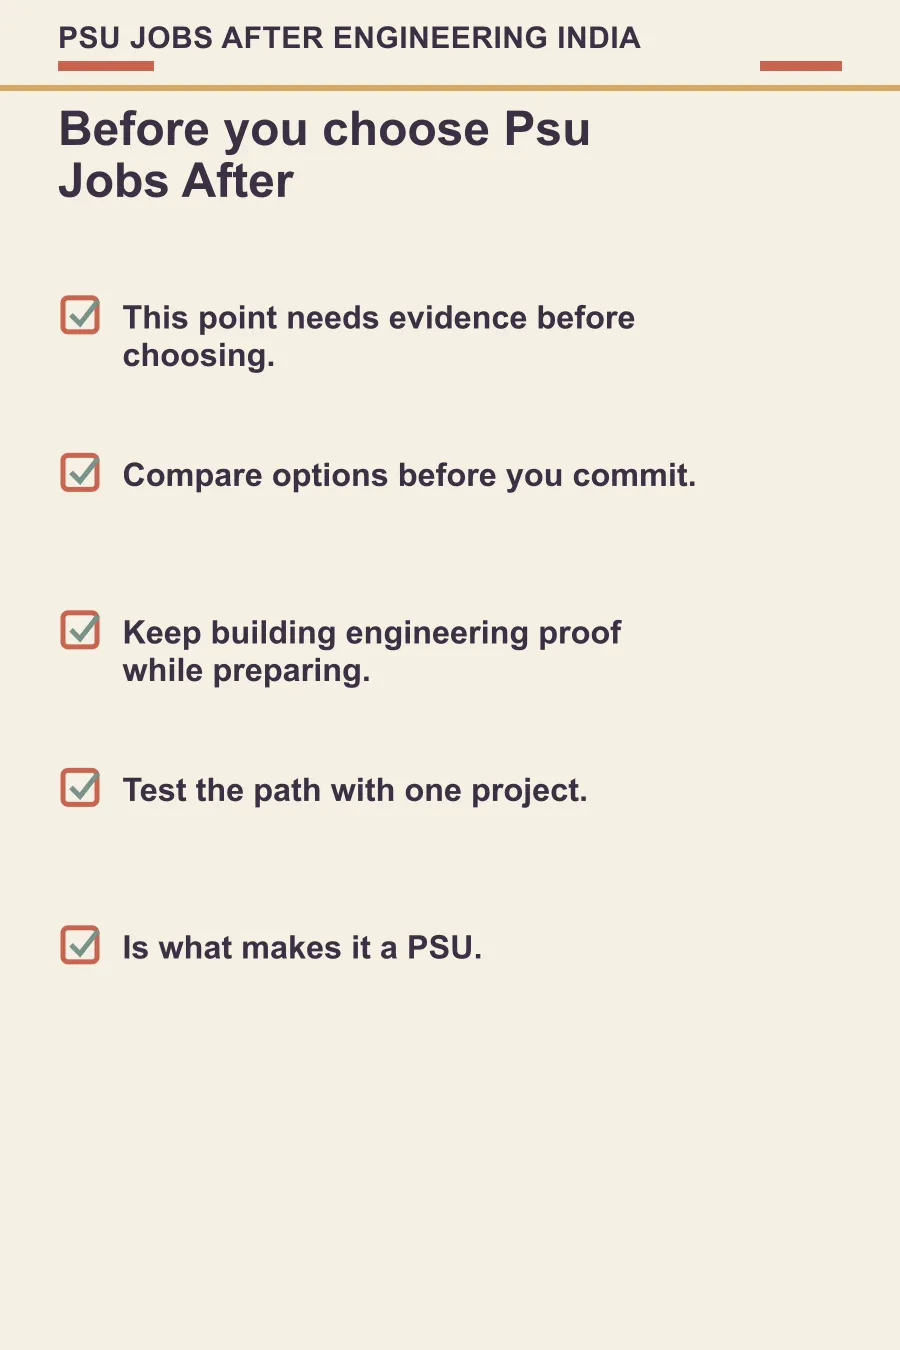 PSU JOBS AFTER ENGINEERING INDIA
Before you choose Psu
Jobs After
This point needs evidence before
choosing.
Compare options before you commit.
Keep building engineering proof
while preparing.
Test the path with one project.
Is what makes it a PSU.